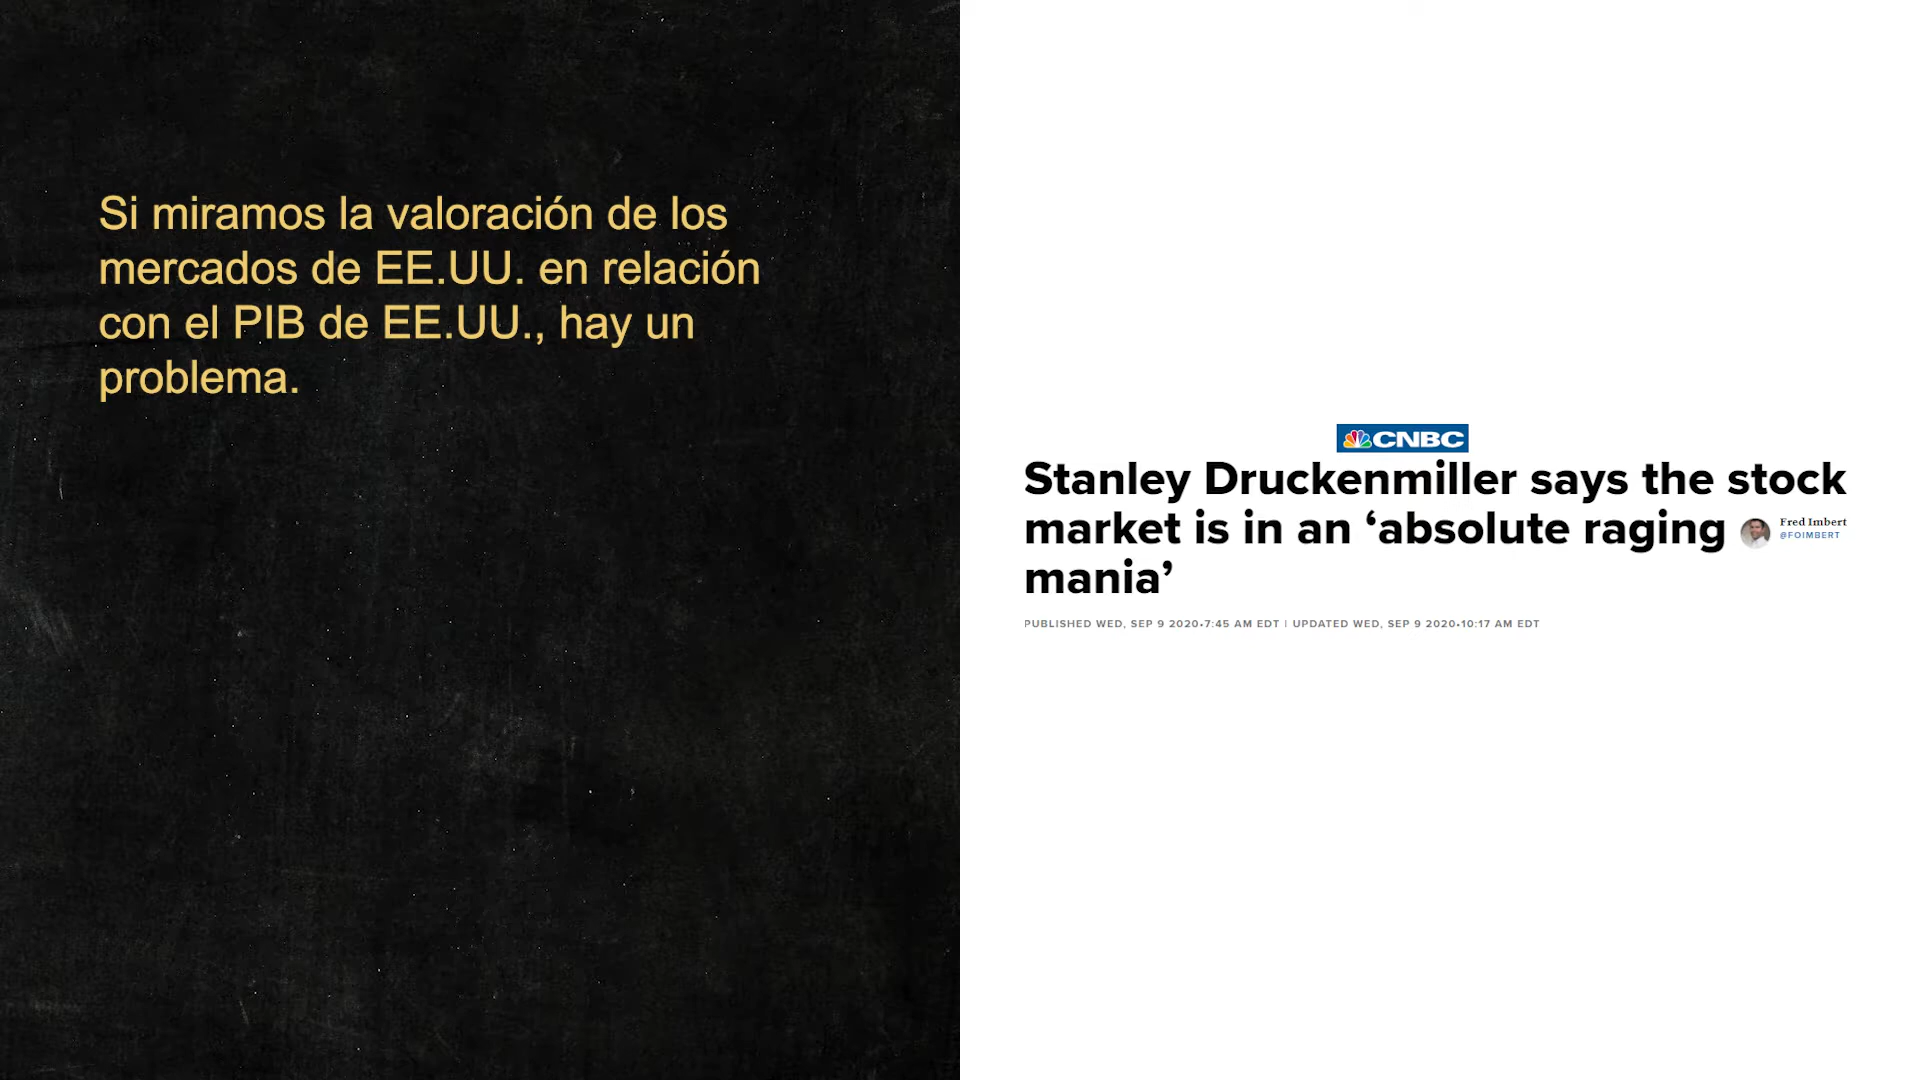 Si miramos la valoración de los
mercados de EE.UU. en relación
con el PIB de EE.UU., hay un
problema.
CNBC
Stanley Druckenmiller says the stock
market is in an ‘absolute raging
mania’
Fred Imbert
@FOIMBERT
PUBLISHED WED, SEP 9 2020•7:45 AM EDT | UPDATED WED, SEP 9 2020•10:17 AM EDT